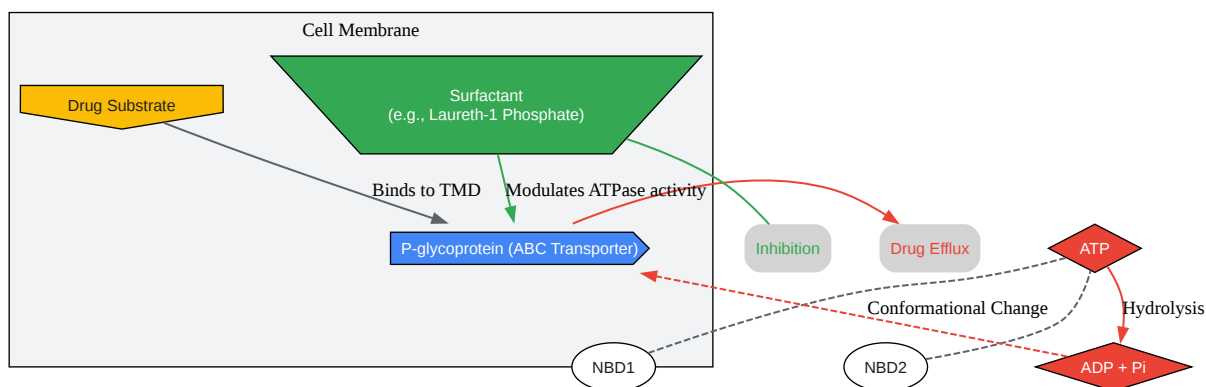 Cell Membrane
Surfactant
(e.g., Laureth-1 Phosphate)
Drug Substrate
Binds to TMD
Modulates ATPase activity
P-glycoprotein (ABC Transporter)
Inhibition
Drug Efflux
ATP
Conformational Change
Hydrolysis
NBD1
NBD2
ADP + Pi